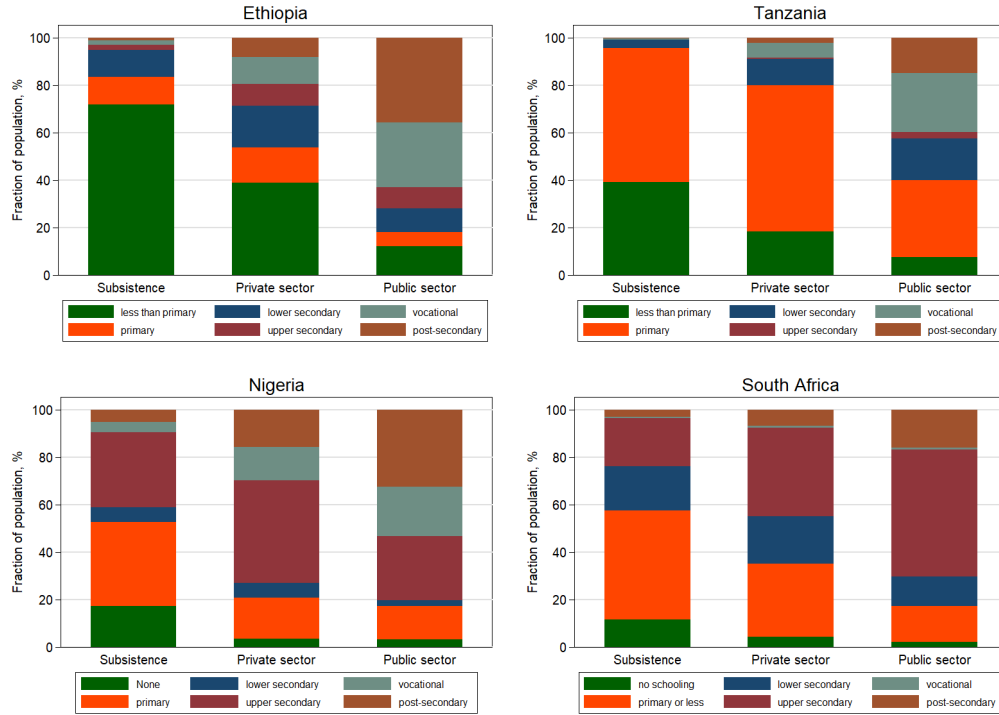 Ethiopia
Fraction of population, %
100
80
60
40
20
0
Subsistence Private sector Public sector
less than primary lower secondary vocational
primary upper secondary post-secondary
Tanzania
Fraction of population, %
100
80
60
40
20
0
Subsistence Private sector Public sector
less than primary lower secondary vocational
primary upper secondary post-secondary
Nigeria
Fraction of population, %
100
80
60
40
20
0
Subsistence Private sector Public sector
None lower secondary vocational
primary upper secondary post-secondary
South Africa
Fraction of population, %
100
80
60
40
20
0
Subsistence Private sector Public sector
no schooling lower secondary vocational
primary or less upper secondary post-secondary